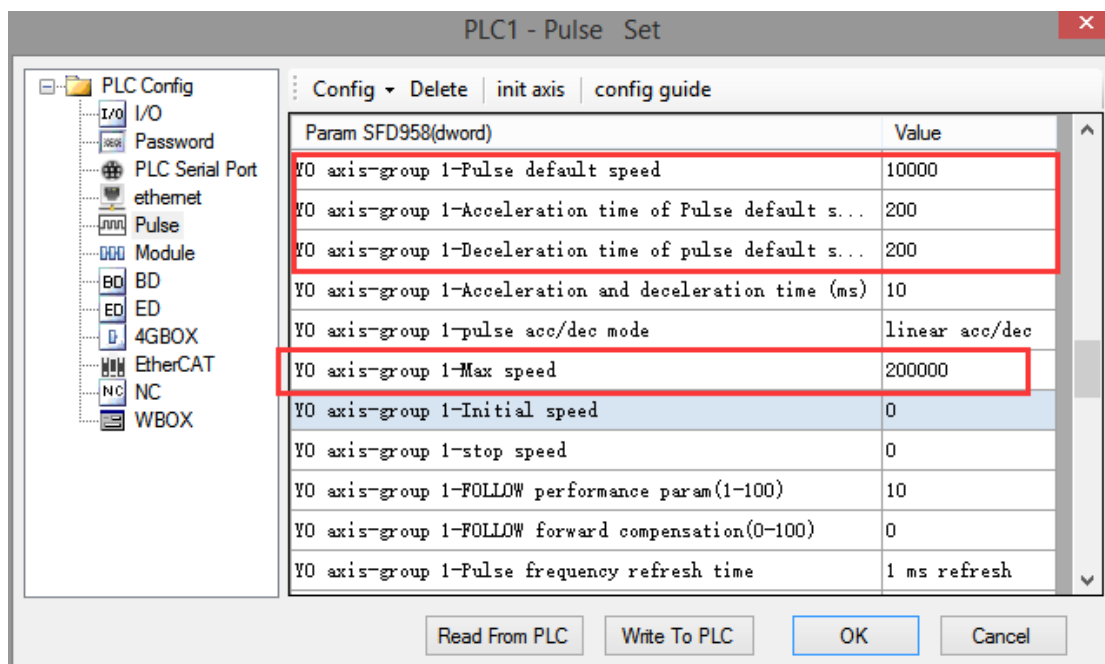 PLC1 - Pulse Set
PLC Config
I/O I/O
Password
PLC Serial Port
ethernet
Pulse
Module
BD BD
ED ED
4GBOX
EtherCAT
NC NC
WBOX
Config Delete init axis config guide
Param SFD958(dword) Value
Y0 axis-group 1-Pulse default speed 10000
Y0 axis-group 1-Acceleration time of Pulse default s... 200
Y0 axis-group 1-Deceleration time of pulse default s... 200
Y0 axis-group 1-Acceleration and deceleration time (ms) 10
Y0 axis-group 1-pulse acc/dec mode linear acc/dec
Y0 axis-group 1-Max speed 200000
Y0 axis-group 1-Initial speed 0
Y0 axis-group 1-stop speed 0
Y0 axis-group 1-FOLLOW performance param(1-100) 10
Y0 axis-group 1-FOLLOW forward compensation(0-100) 0
Y0 axis-group 1-Pulse frequency refresh time 1 ms refresh
Read From PLC Write To PLC OK Cancel